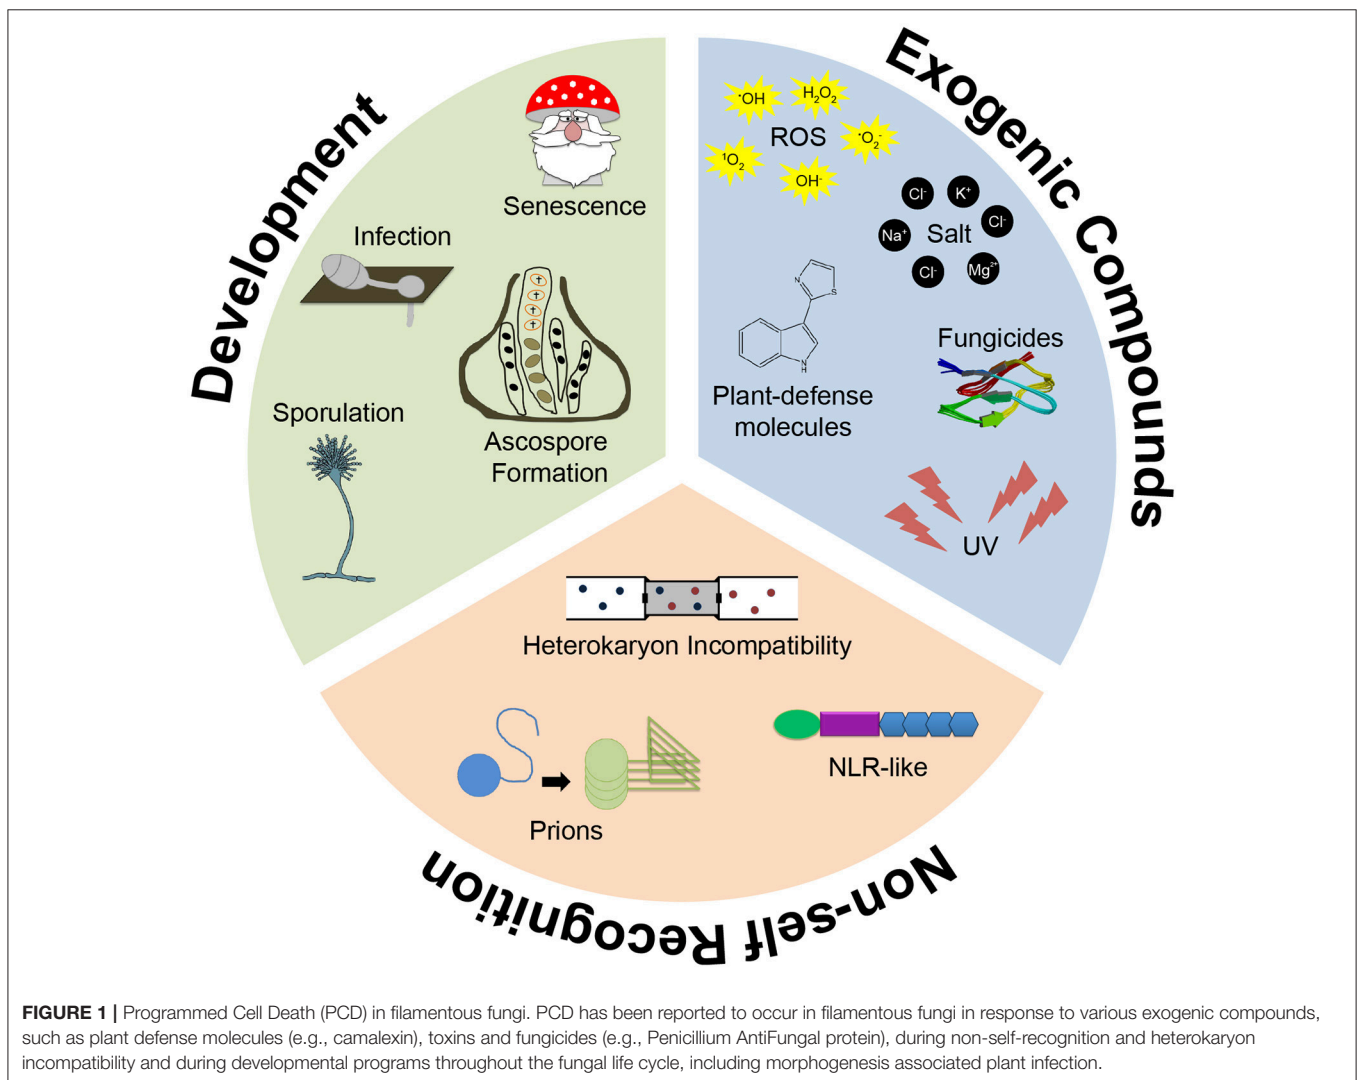 Development
Senescence
Infection
Ascospore
Formation
Sporulation
Exogenic Compounds
•OH
H₂O₂
ROS
•O₂⁻
¹O₂
OH⁻
Cl⁻
K⁺
Cl⁻
Na⁺
Salt
Cl⁻
Mg²⁺
N
S
N
H
Plant-defense
molecules
Fungicides
UV
Heterokaryon Incompatibility
Prions
NLR-like
Non-self Recognition
FIGURE 1 | Programmed Cell Death (PCD) in filamentous fungi. PCD has been reported to occur in filamentous fungi in response to various exogenic compounds,
such as plant defense molecules (e.g., camalexin), toxins and fungicides (e.g., Penicillium AntiFungal protein), during non-self-recognition and heterokaryon
incompatibility and during developmental programs throughout the fungal life cycle, including morphogenesis associated plant infection.